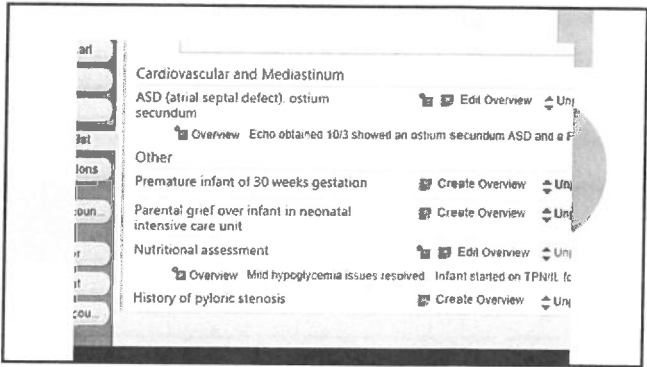 Cardiovascular and Mediastinum
ASD (atrial septal defect), ostium
secundum
Edit Overview
Overview Echo obtained 10/3 showed an ostium secundum ASD and a
Other
Premature infant of 30 weeks gestation
Create Overview
Parental grief over infant in neonatal
intensive care unit
Create Overview
Nutritional assessment
Edit Overview
Overview Mild hypoglycemia issues resolved Infant started on TPN/IL
History of pyloric stenosis
Create Overview